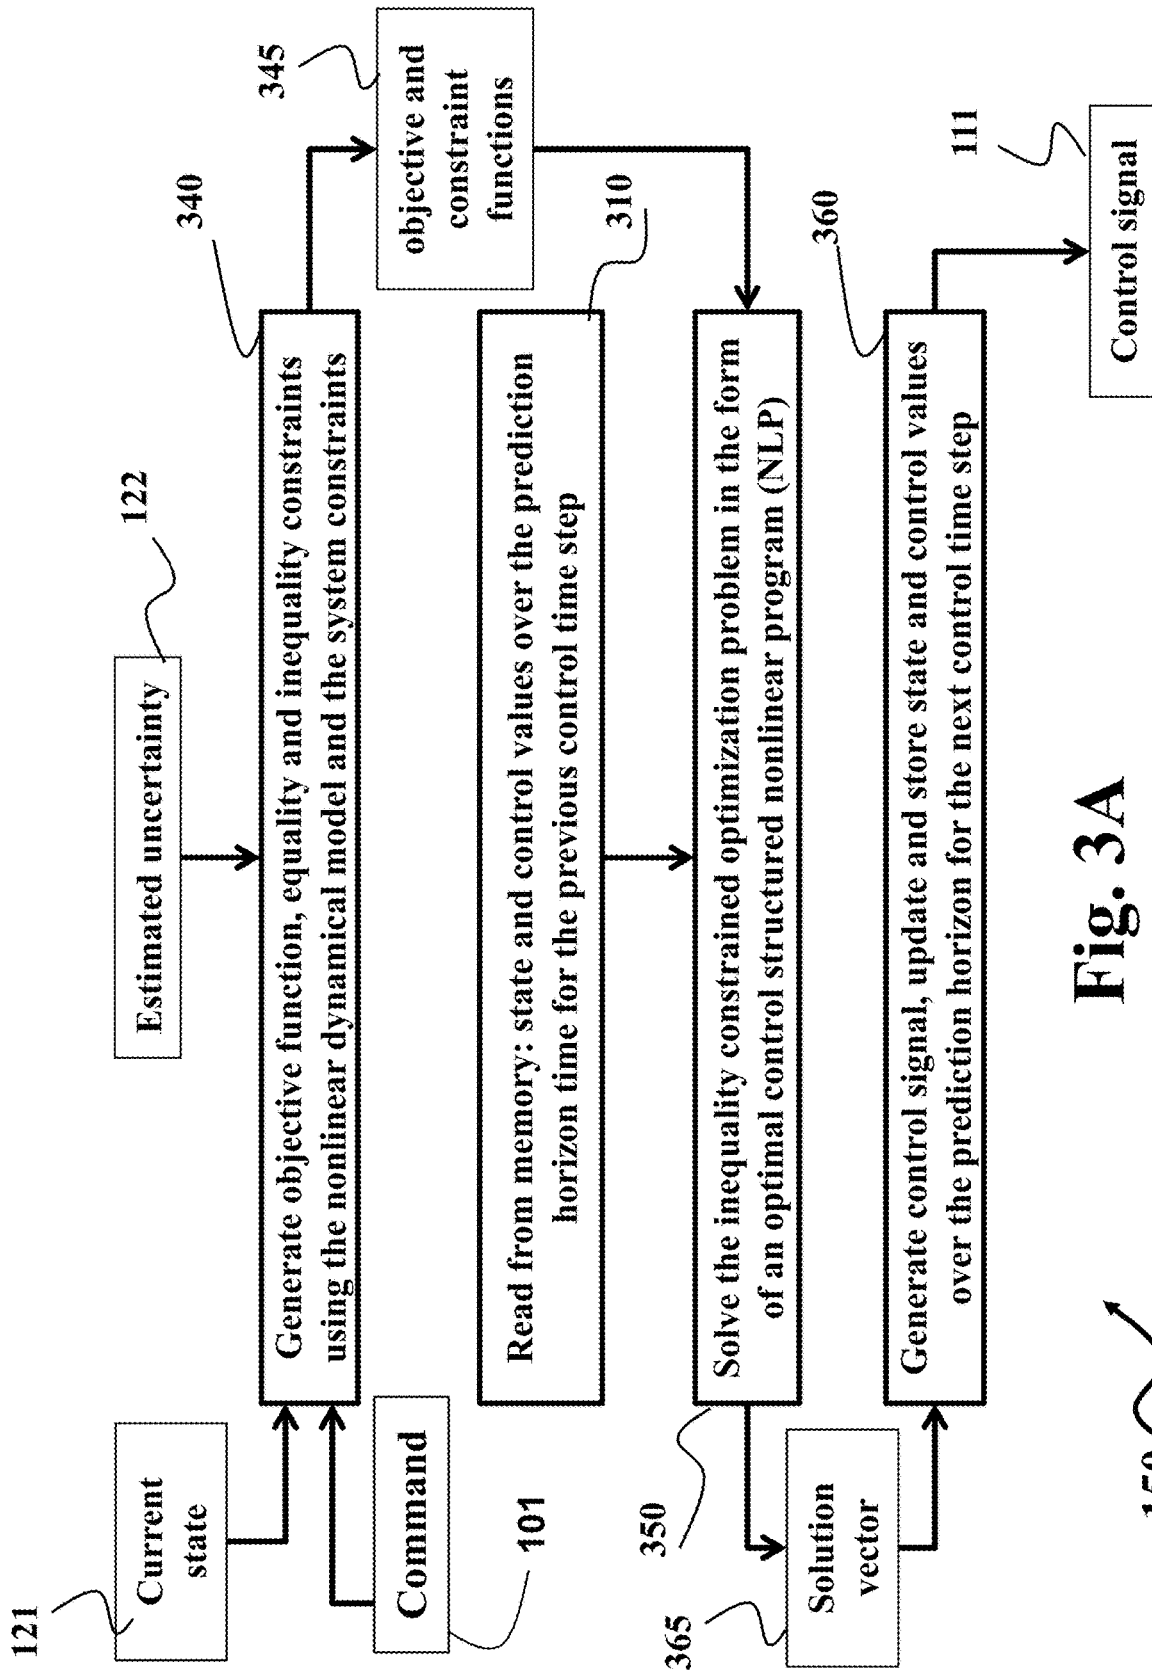 121
Current
state
Estimated uncertainty
122
340
345
Command
101
Generate objective function, equality and inequality constraints
using the nonlinear dynamical model and the system constraints
objective and
constraint
functions
Read from memory: state and control values over the prediction
horizon time for the previous control time step
310
350
Solve the inequality constrained optimization problem in the form
of an optimal control structured nonlinear program (NLP)
365
Solution
vector
360
Generate control signal, update and store state and control values
over the prediction horizon for the next control time step
111
Control signal
Fig. 3A